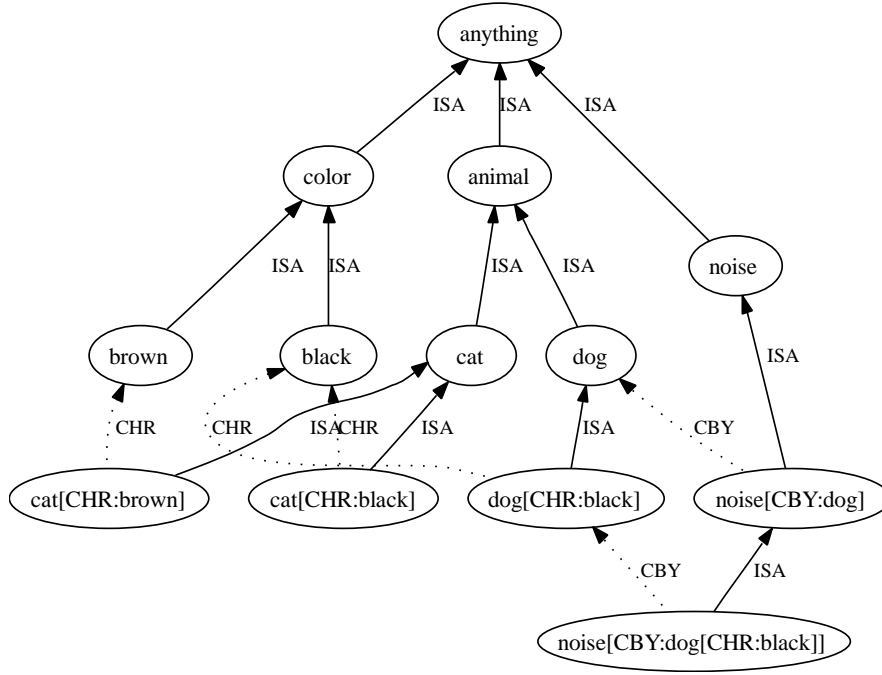 anything
ISA ISA ISA
color animal
noise
ISA ISA ISA ISA
brown black cat dog
ISA
CHR CHR ISA CHR ISA ISA CBY
cat[CHR:brown] cat[CHR:black] dog[CHR:black] noise[CBY:dog]
CBY ISA
noise[CBY:dog[CHR:black]]